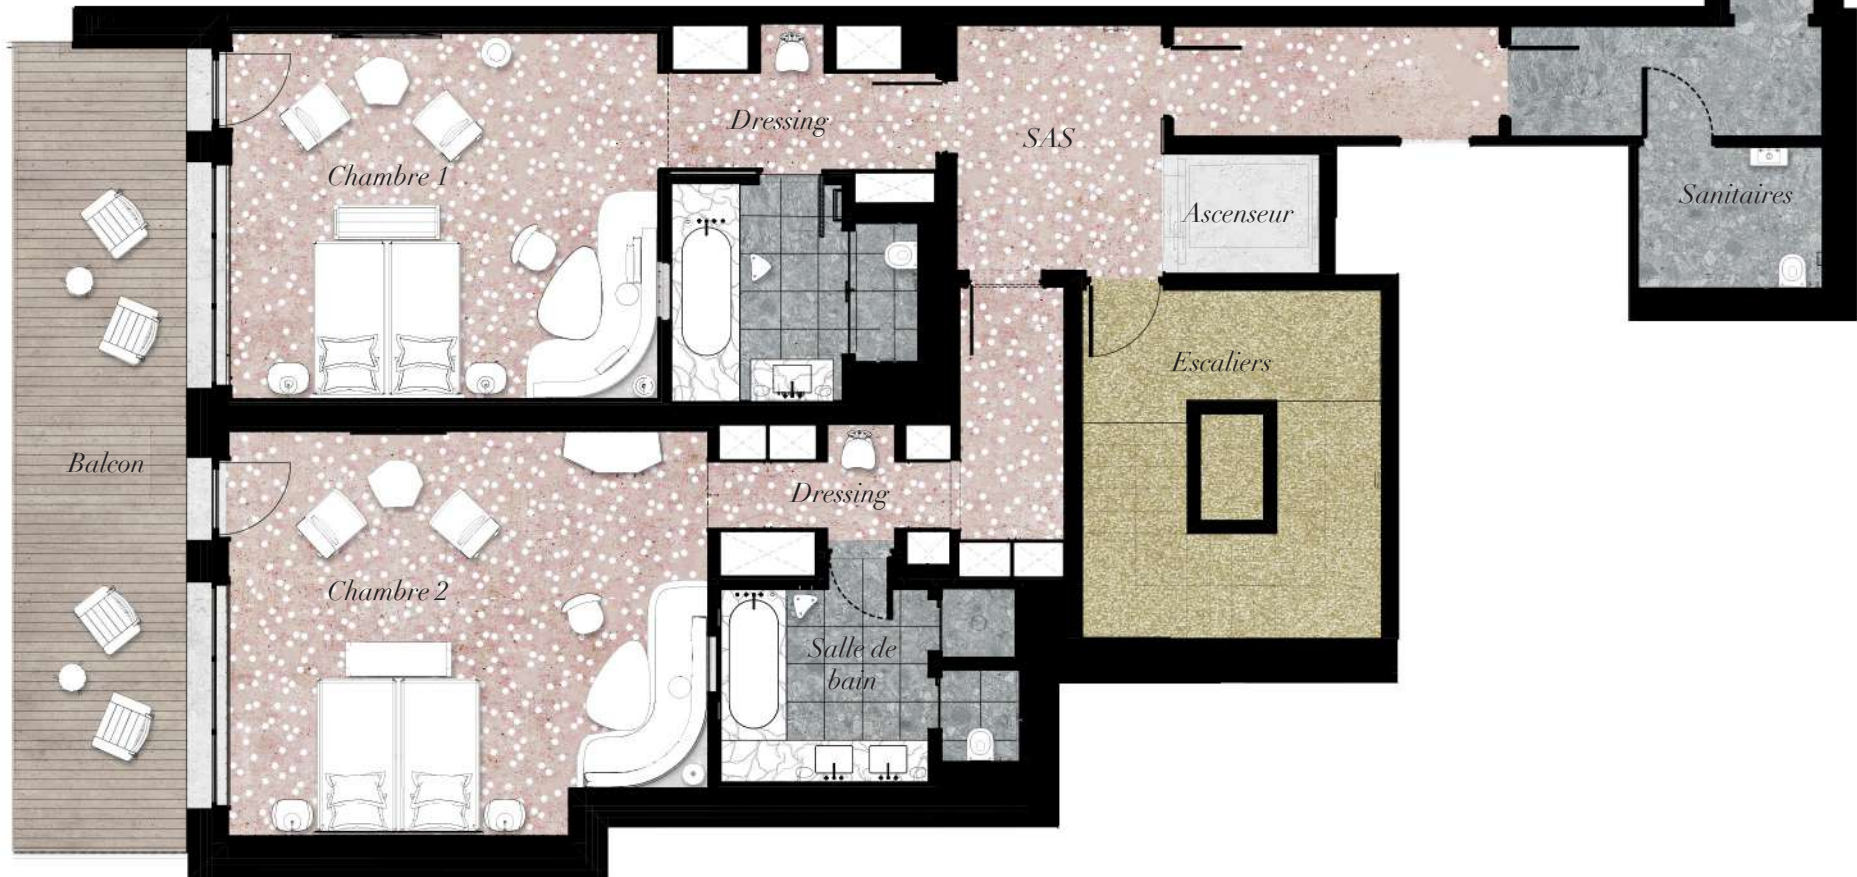 Dressing
SAS
Chambre 1
Sanitaires
Ascenseur
Escaliers
Balcon
Dressing
Chambre 2
Salle de
bain